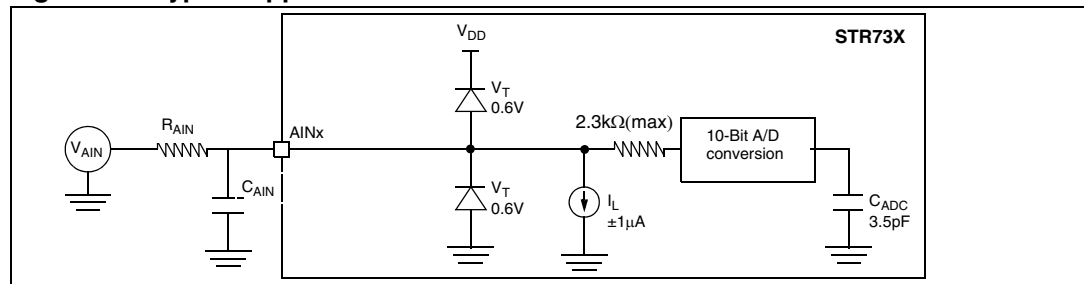 V_DD
STR73X
V_T
0.6V
R_AIN
AINx
2.3kΩ(max)
10-Bit A/D
conversion
V_AIN
C_AIN
V_T
0.6V
I_L
±1μA
C_ADC
3.5pF